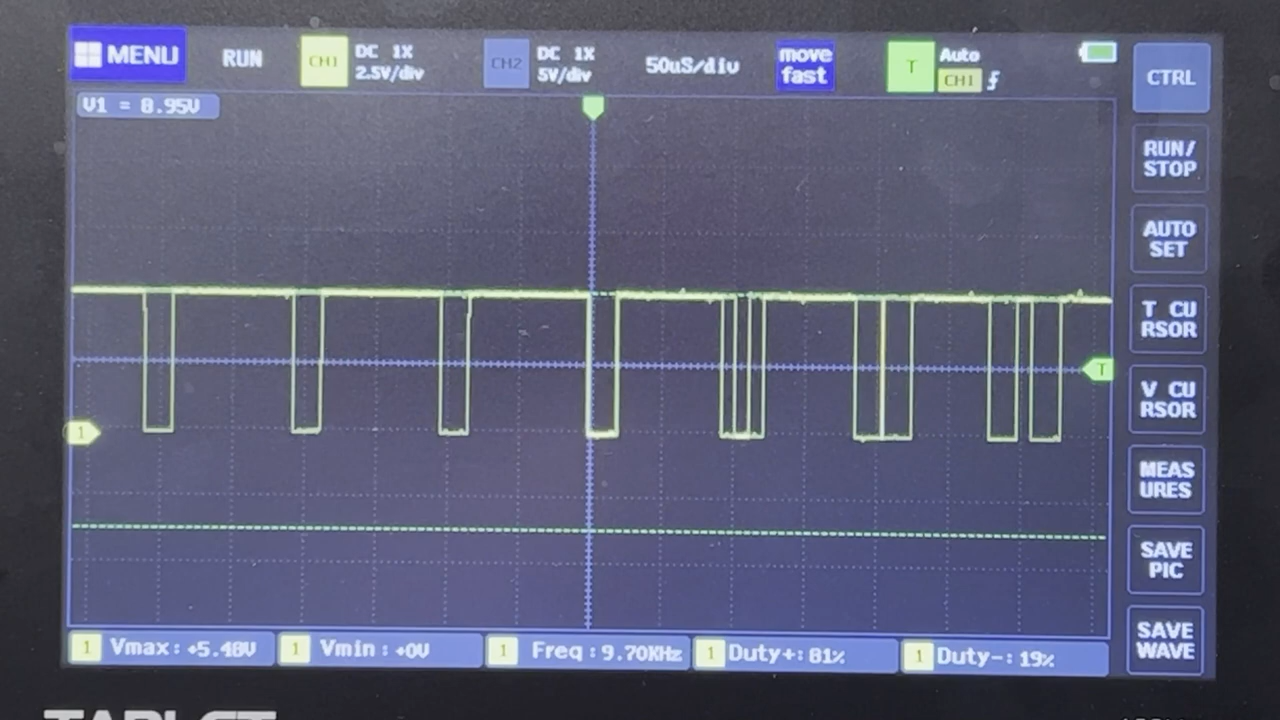 MENU RUN CH1 DC 1X CH2 DC 1X 50uS/div move T Auto
2.5V/div 5V/div fast CH1
CTRL
V1 = 8.95V
RUN/
STOP
AUTO
SET
T CU
RSOR
T
1
V CU
RSOR
MEAS
URES
SAVE
PIC
SAVE
WAVE
1 Vmax:+5.48V 1 Vmin:+0V 1 Freq:9.70KHz 1 Duty+:81% 1 Duty-:19%
TABLET